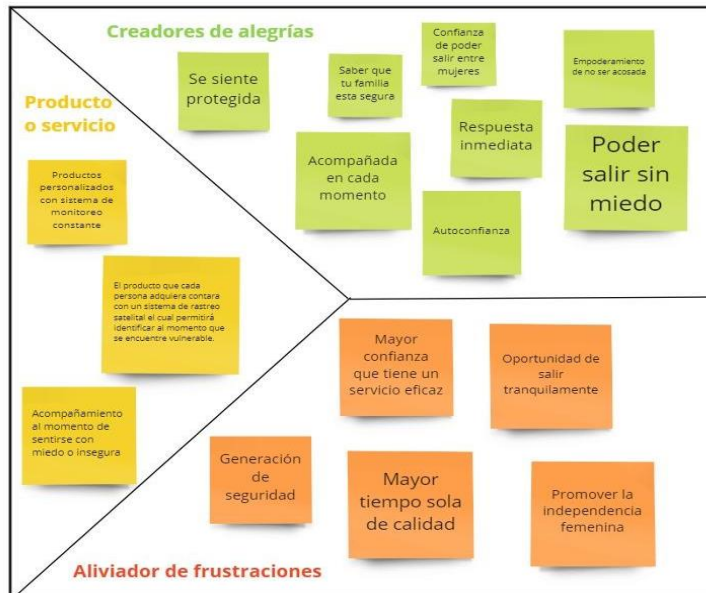 Creadores de alegrías
Se siente
protegida
Saber que
tu familia
esta segura
Confianza
de poder
salir entre
mujeres
Empoderamiento
de no ser acosada
Acompañada
en cada
momento
Respuesta
inmediata
Poder
salir sin
miedo
Autoconfianza
Producto
o servicio
Productos
personalizados
con sistema de
monitoreo
constante
El producto que cada
persona adquiera contara
con un sistema de rastreo
satelital el cual permitirá
identificar al momento que
se encuentre vulnerable.
Acompañamiento
al momento de
sentirse con
miedo o insegura
Mayor
confianza
que tiene un
servicio eficaz
Oportunidad de
salir
tranquilamente
Generación
de
seguridad
Mayor
tiempo sola
de calidad
Promover la
independencia
femenina
Aliviador de frustraciones